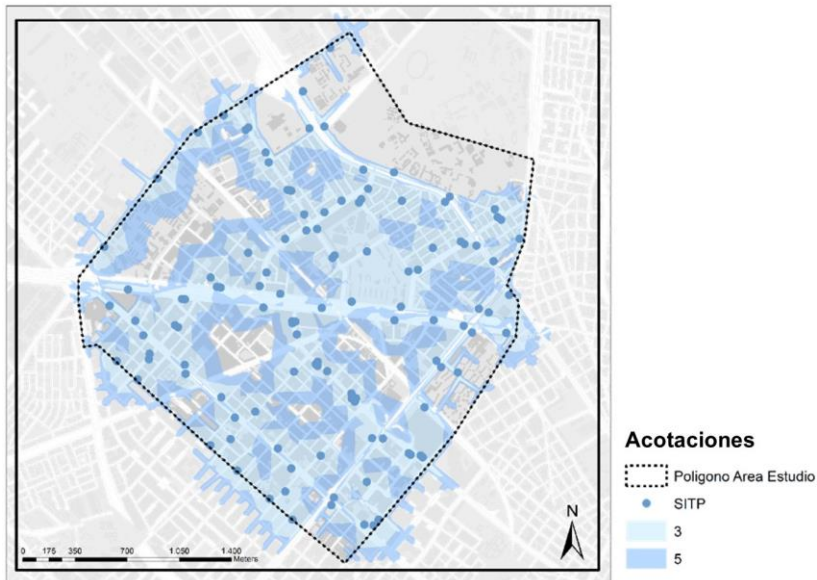 Acotaciones
Poligono Area Estudio
SITP
3
5
N
0 175 350 700 1.050 1.400
Meters